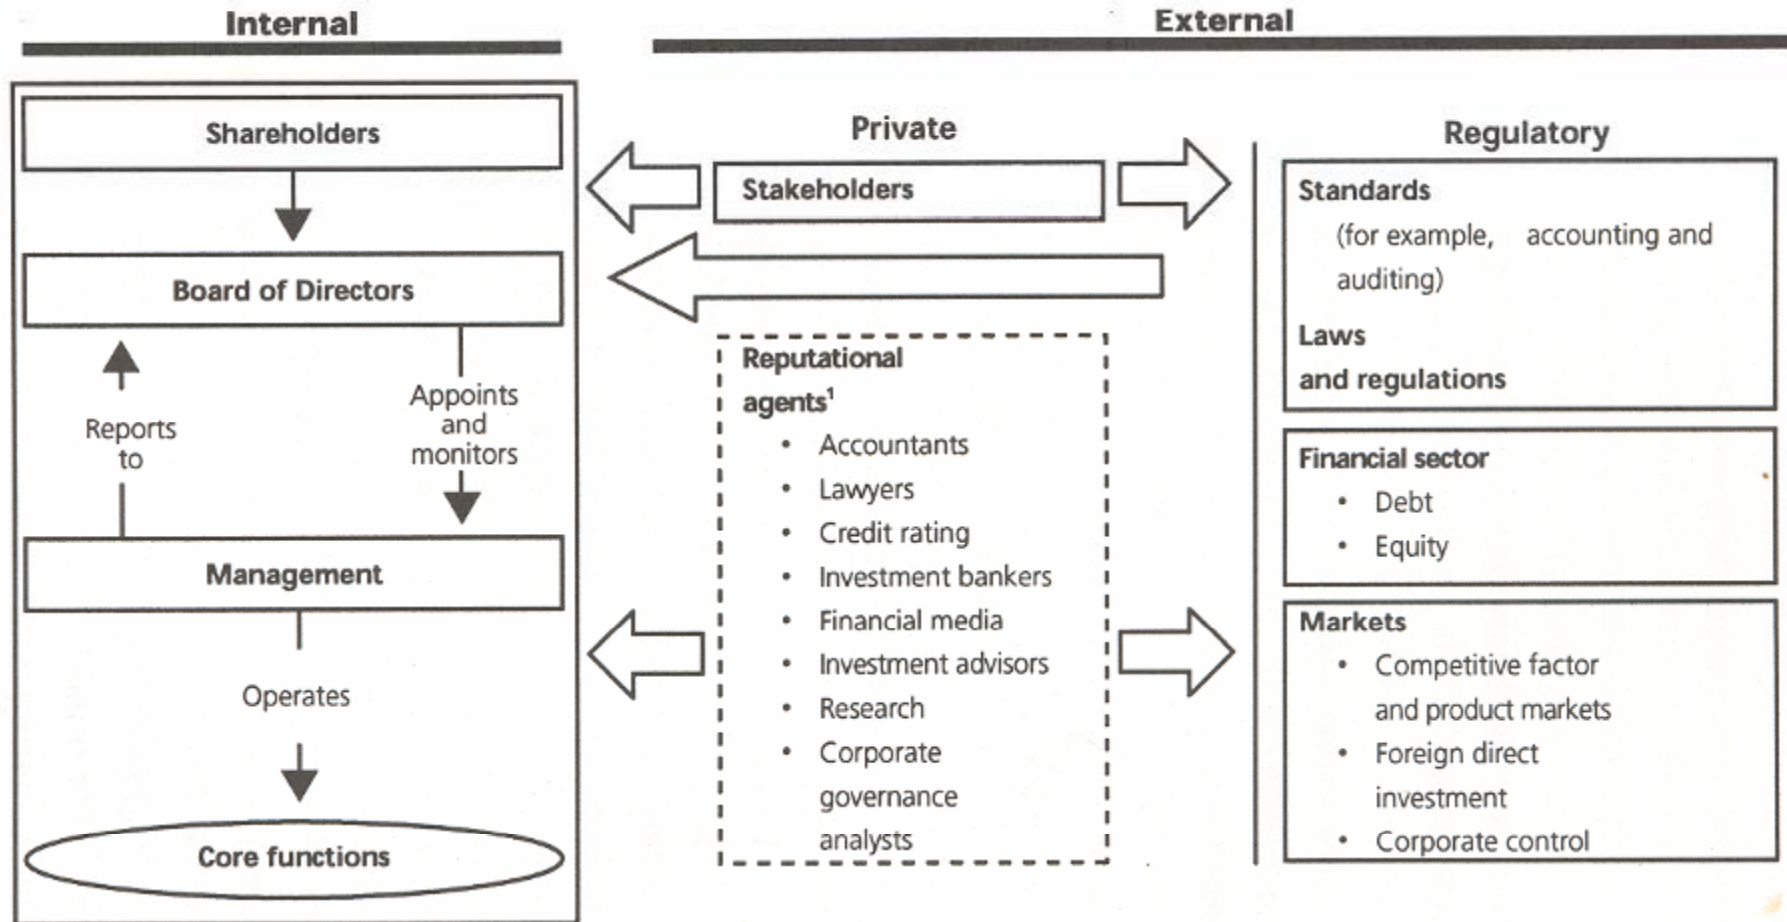 Internal
External
Shareholders
Board of Directors
Reports
to
Appoints
and
monitors
Management
Operates
Core functions
Private
Stakeholders
Reputational
agents¹
• Accountants
• Lawyers
• Credit rating
• Investment bankers
• Financial media
• Investment advisors
• Research
• Corporate
governance
analysts
Regulatory
Standards
(for example, accounting and
auditing)
Laws
and regulations
Financial sector
• Debt
• Equity
Markets
• Competitive factor
and product markets
• Foreign direct
investment
• Corporate control